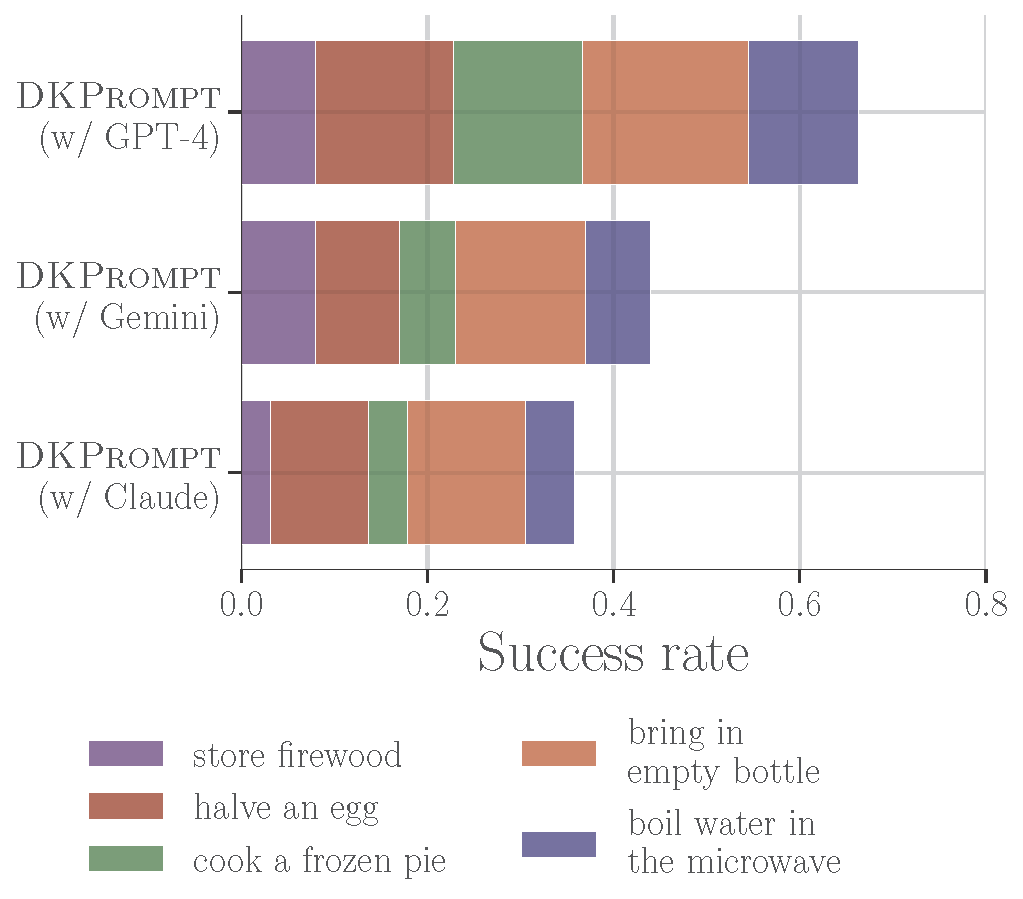 DKPROMPT
(w/ GPT-4)
DKPROMPT
(w/ Gemini)
DKPROMPT
(w/ Claude)
0.0 0.2 0.4 0.6 0.8
Success rate
store firewood
halve an egg
cook a frozen pie
bring in
empty bottle
boil water in
the microwave